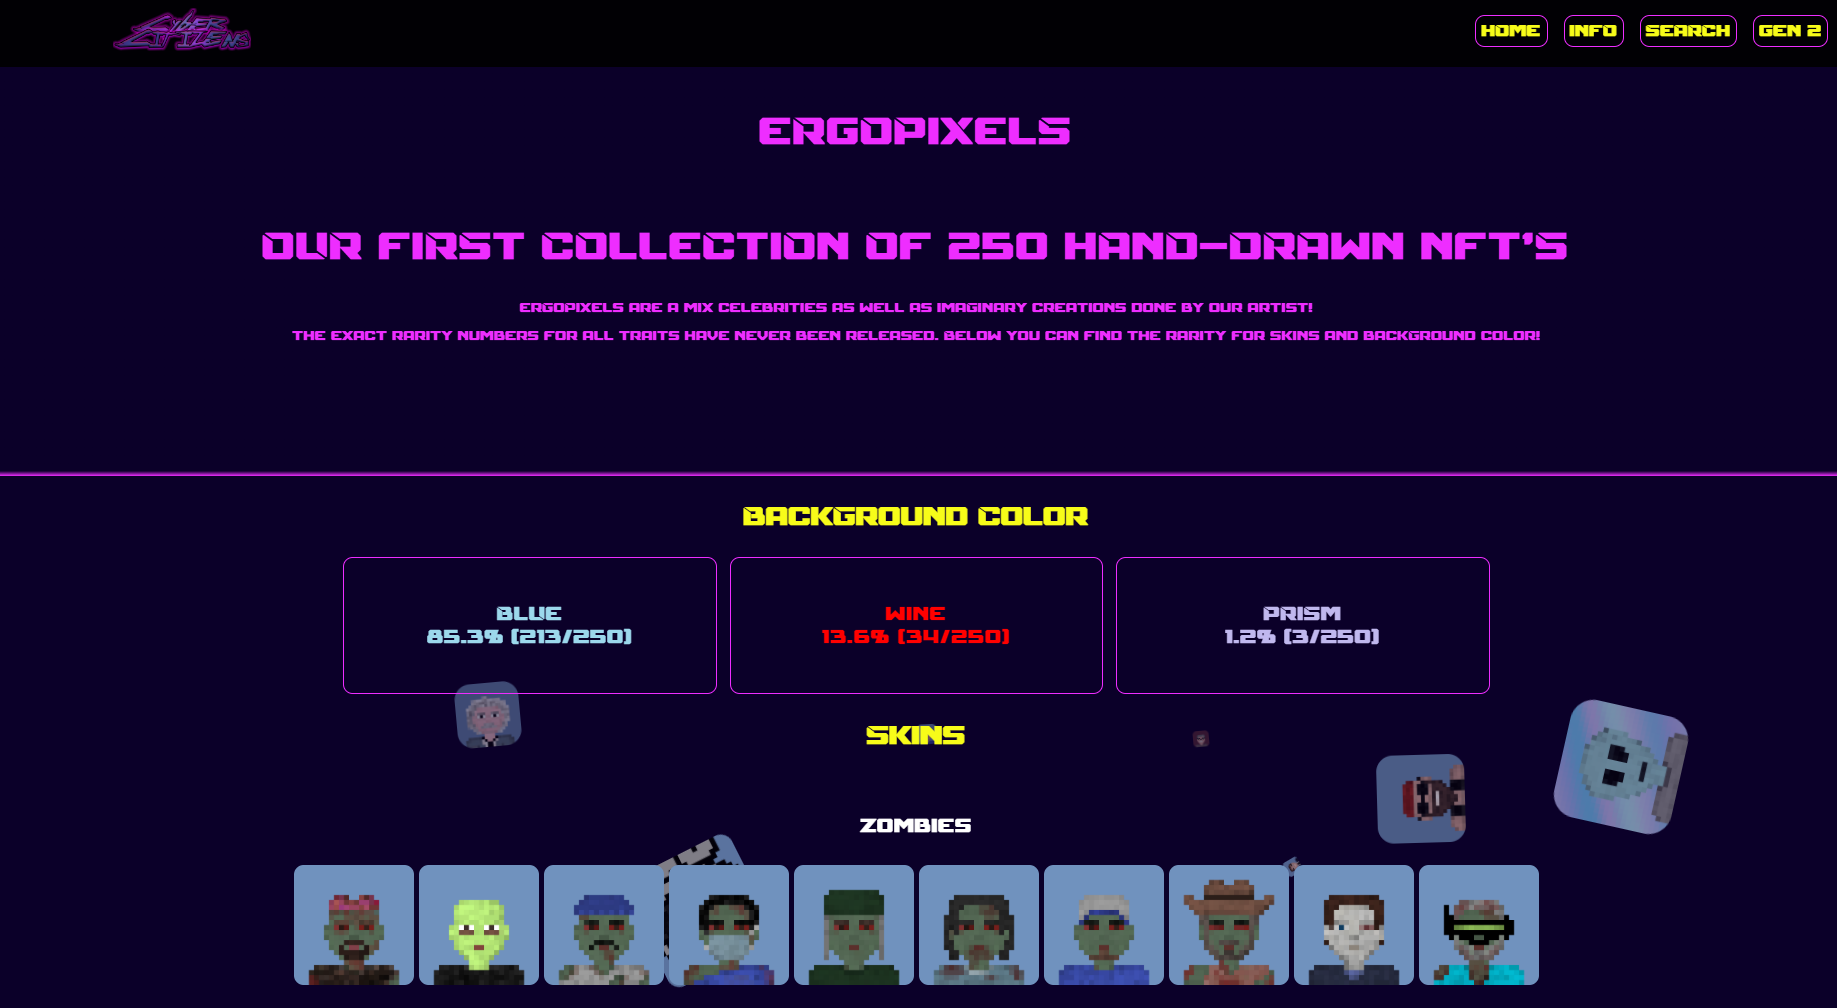 CYBER
CITIZENS
HOME
INFO
SEARCH
GEN 2
ERGOPIXELS
OUR FIRST COLLECTION OF 250 HAND-DRAWN NFT'S
ERGOPIXELS ARE A MIX CELEBRITIES AS WELL AS IMAGINARY CREATIONS DONE BY OUR ARTIST!
THE EXACT RARITY NUMBERS FOR ALL TRAITS HAVE NEVER BEEN RELEASED. BELOW YOU CAN FIND THE RARITY FOR SKINS AND BACKGROUND COLOR!
BACKGROUND COLOR
BLUE
85.3% (213/250)
WINE
13.6% (34/250)
PRISM
1.2% (3/250)
SKINS
ZOMBIES